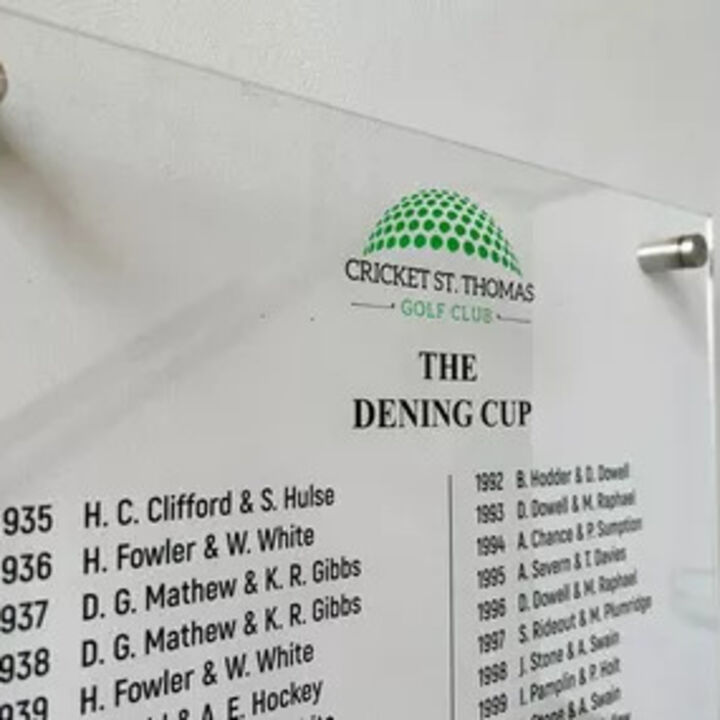 CRICKET ST. THOMAS
GOLF CLUB
THE
DENING CUP
935 H. C. Clifford & S. Hulse
936 H. Fowler & W. White
937 D. G. Mathew & K. R. Gibbs
938 D. G. Mathew & K. R. Gibbs
939 H. Fowler & W. White
& A. E. Hockey
1992 B. Hodder & D. Dowell
1993 D. Dowell & M. Raphael
1994 A. Chance & P. Sumption
1995 A. Severn & T. Davies
1996 D. Dowell & M. Raphael
1997 S. Rideout & M. Plumridge
1998 J. Stone & A. Swain
1999 I. Pamplin & P. Holt
Stone & A. Swain